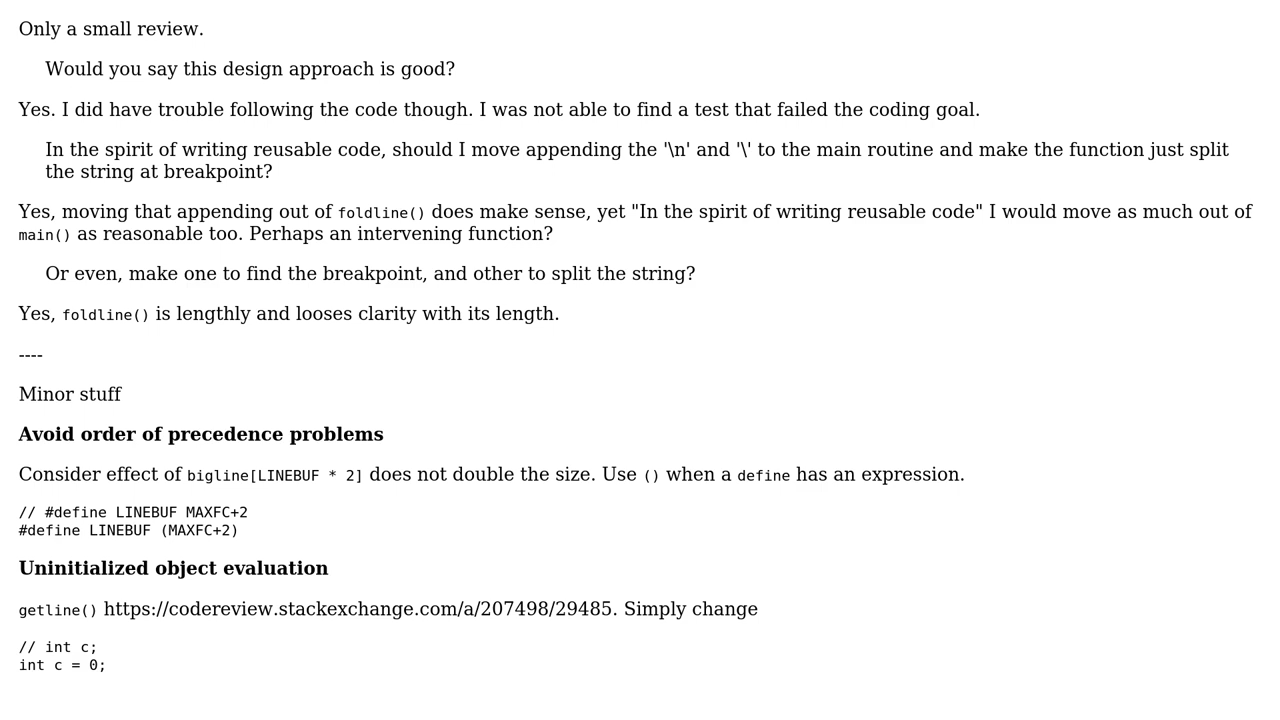 Only a small review.
Would you say this design approach is good?
Yes. I did have trouble following the code though. I was not able to find a test that failed the coding goal.
In the spirit of writing reusable code, should I move appending the '\n' and '\' to the main routine and make the function just split
the string at breakpoint?
Yes, moving that appending out of foldline() does make sense, yet "In the spirit of writing reusable code" I would move as much out of
main() as reasonable too. Perhaps an intervening function?
Or even, make one to find the breakpoint, and other to split the string?
Yes, foldline() is lengthly and looses clarity with its length.
----
Minor stuff
Avoid order of precedence problems
Consider effect of bigline[LINEBUF * 2] does not double the size. Use () when a define has an expression.
// #define LINEBUF MAXFC+2
#define LINEBUF (MAXFC+2)
Uninitialized object evaluation
getline() https://codereview.stackexchange.com/a/207498/29485. Simply change
// int c;
int c = 0;